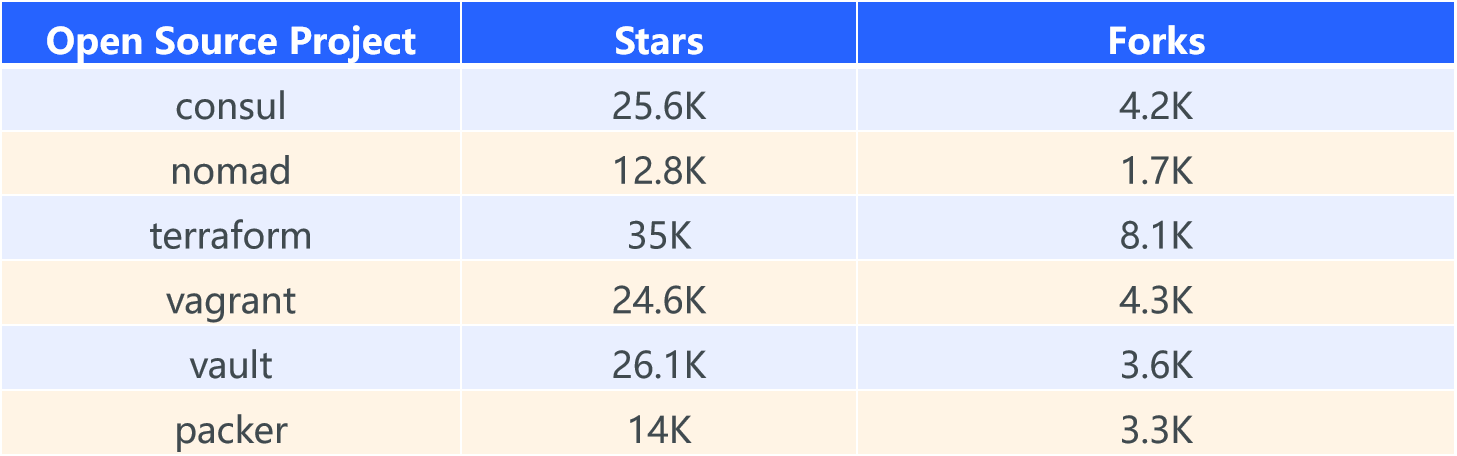 Open Source Project Stars Forks
consul 25.6K 4.2K
nomad 12.8K 1.7K
terraform 35K 8.1K
vagrant 24.6K 4.3K
vault 26.1K 3.6K
packer 14K 3.3K